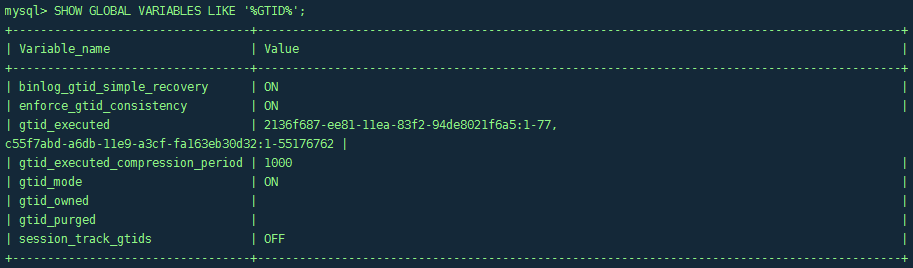 mysql> SHOW GLOBAL VARIABLES LIKE '%GTID%';
+----------------------------------+--------------------------------------------------------------------------------------------+
| Variable_name                    | Value                                                                                      |
+----------------------------------+--------------------------------------------------------------------------------------------+
| binlog_gtid_simple_recovery      | ON                                                                                         |
| enforce_gtid_consistency         | ON                                                                                         |
| gtid_executed                    | 2136f687-ee81-11ea-83f2-94de8021f6a5:1-77,
c55f7abd-a6db-11e9-a3cf-fa163eb30d32:1-55176762 |
| gtid_executed_compression_period | 1000                                                                                       |
| gtid_mode                        | ON                                                                                         |
| gtid_owned                       |                                                                                            |
| gtid_purged                      |                                                                                            |
| session_track_gtids              | OFF                                                                                        |
+----------------------------------+--------------------------------------------------------------------------------------------+